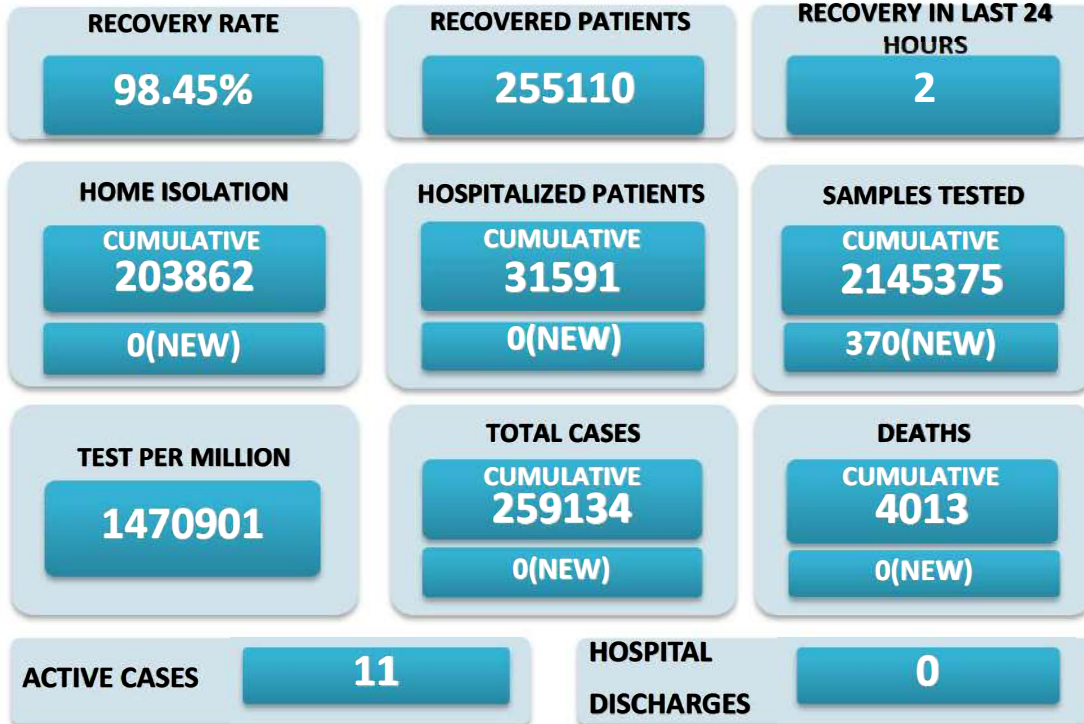 RECOVERY RATE
98.45%
RECOVERED PATIENTS
255110
RECOVERY IN LAST 24
HOURS
2
HOME ISOLATION
CUMULATIVE
203862
0(NEW)
HOSPITALIZED PATIENTS
CUMULATIVE
31591
0(NEW)
SAMPLES TESTED
CUMULATIVE
2145375
370(NEW)
TEST PER MILLION
1470901
TOTAL CASES
CUMULATIVE
259134
0(NEW)
DEATHS
CUMULATIVE
4013
0(NEW)
ACTIVE CASES
11
HOSPITAL
DISCHARGES
0